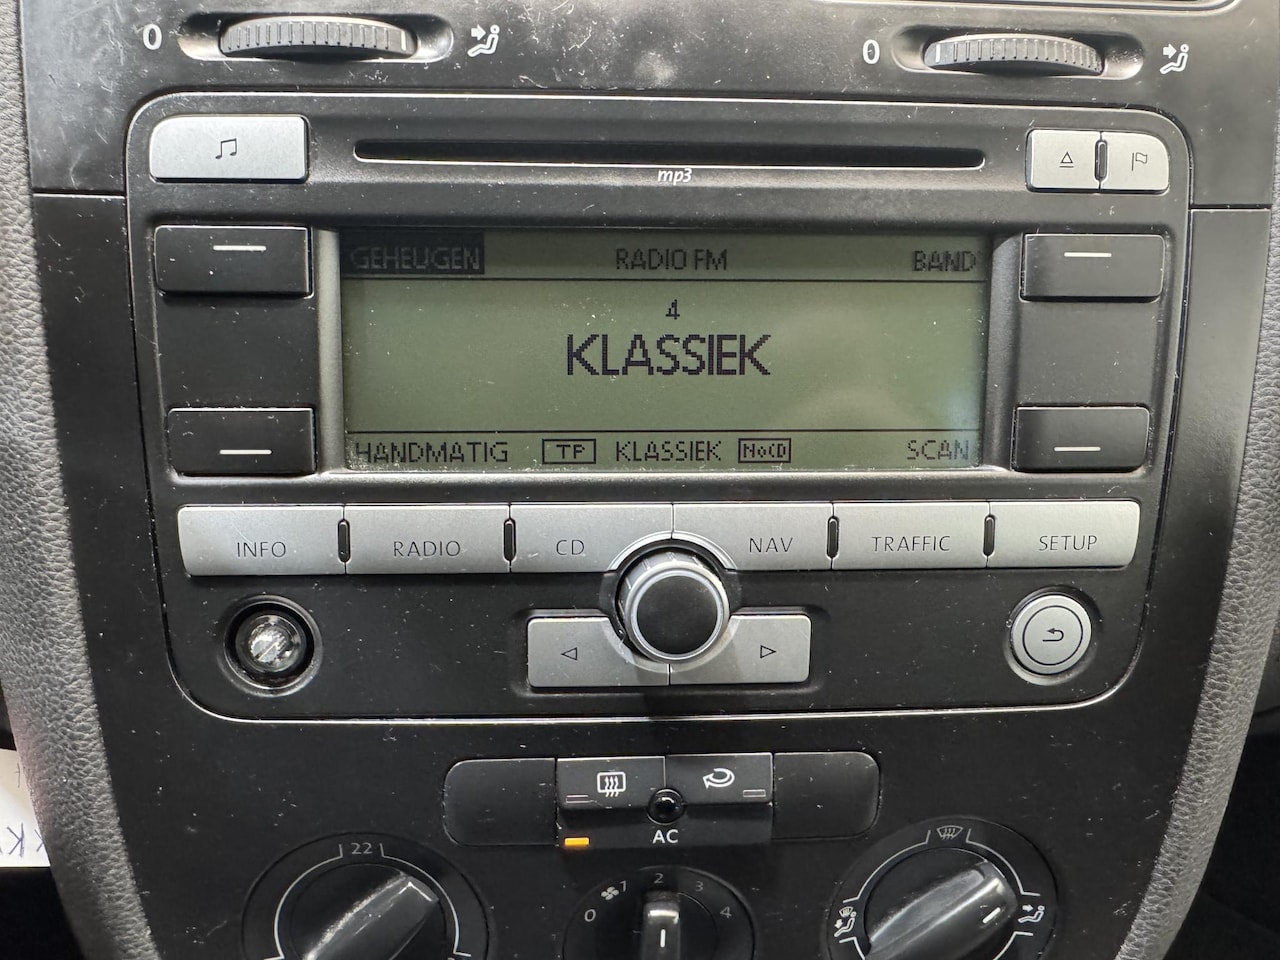 0 0
mp3
GEHEUGEN RADIO FM BAND
4
KLASSIEK
HANDMATIG TP KLASSIEK NoCD SCAN
INFO RADIO CD NAV TRAFFIC SETUP
AC
22
0 1 2 3 4